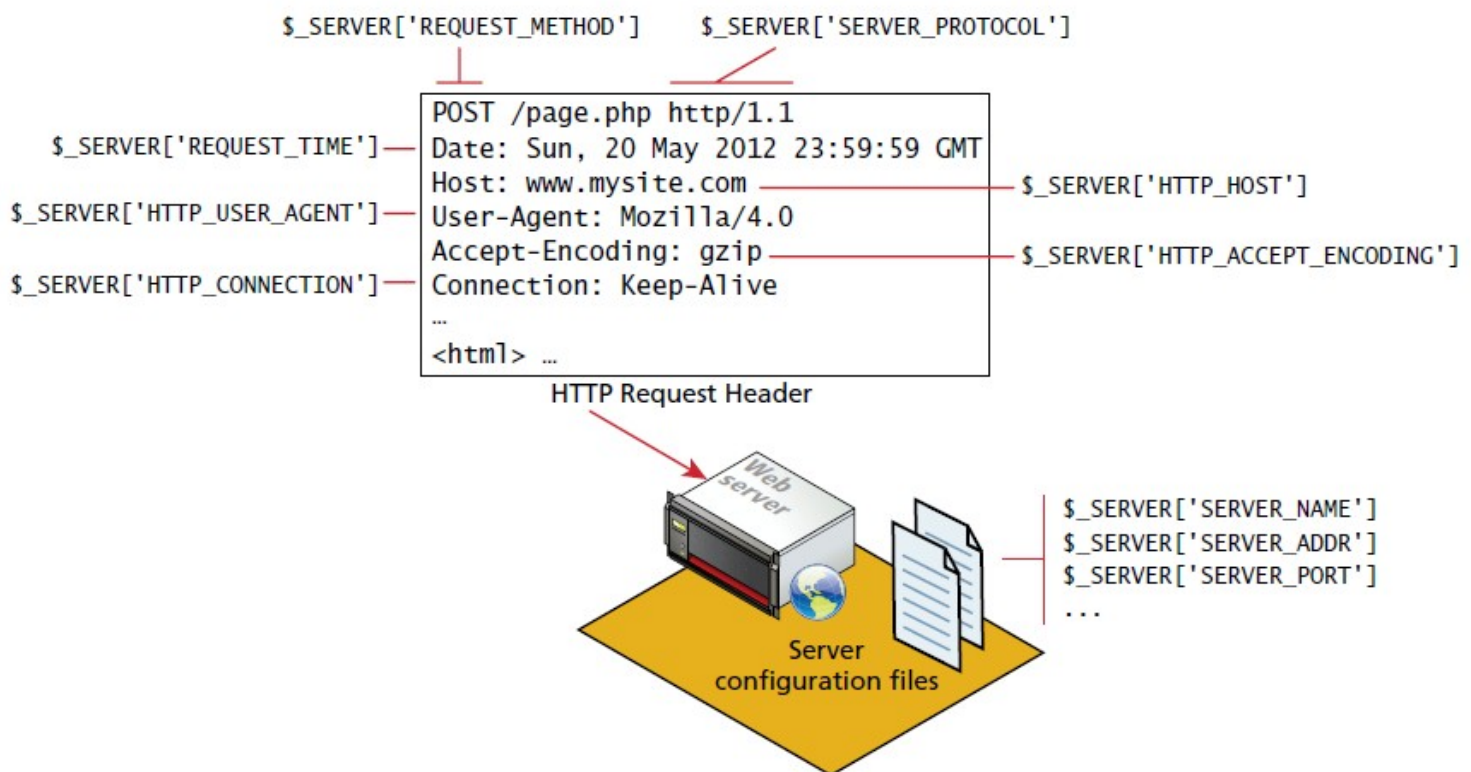 $_SERVER['REQUEST_METHOD'] $_SERVER['SERVER_PROTOCOL']
POST /page.php http/1.1
$_SERVER['REQUEST_TIME'] Date: Sun, 20 May 2012 23:59:59 GMT
Host: www.mysite.com $_SERVER['HTTP_HOST']
$_SERVER['HTTP_USER_AGENT'] User-Agent: Mozilla/4.0
Accept-Encoding: gzip $_SERVER['HTTP_ACCEPT_ENCODING']
$_SERVER['HTTP_CONNECTION'] Connection: Keep-Alive
…
<html> …
HTTP Request Header
Web
server
$_SERVER['SERVER_NAME']
$_SERVER['SERVER_ADDR']
$_SERVER['SERVER_PORT']
...
Server
configuration files